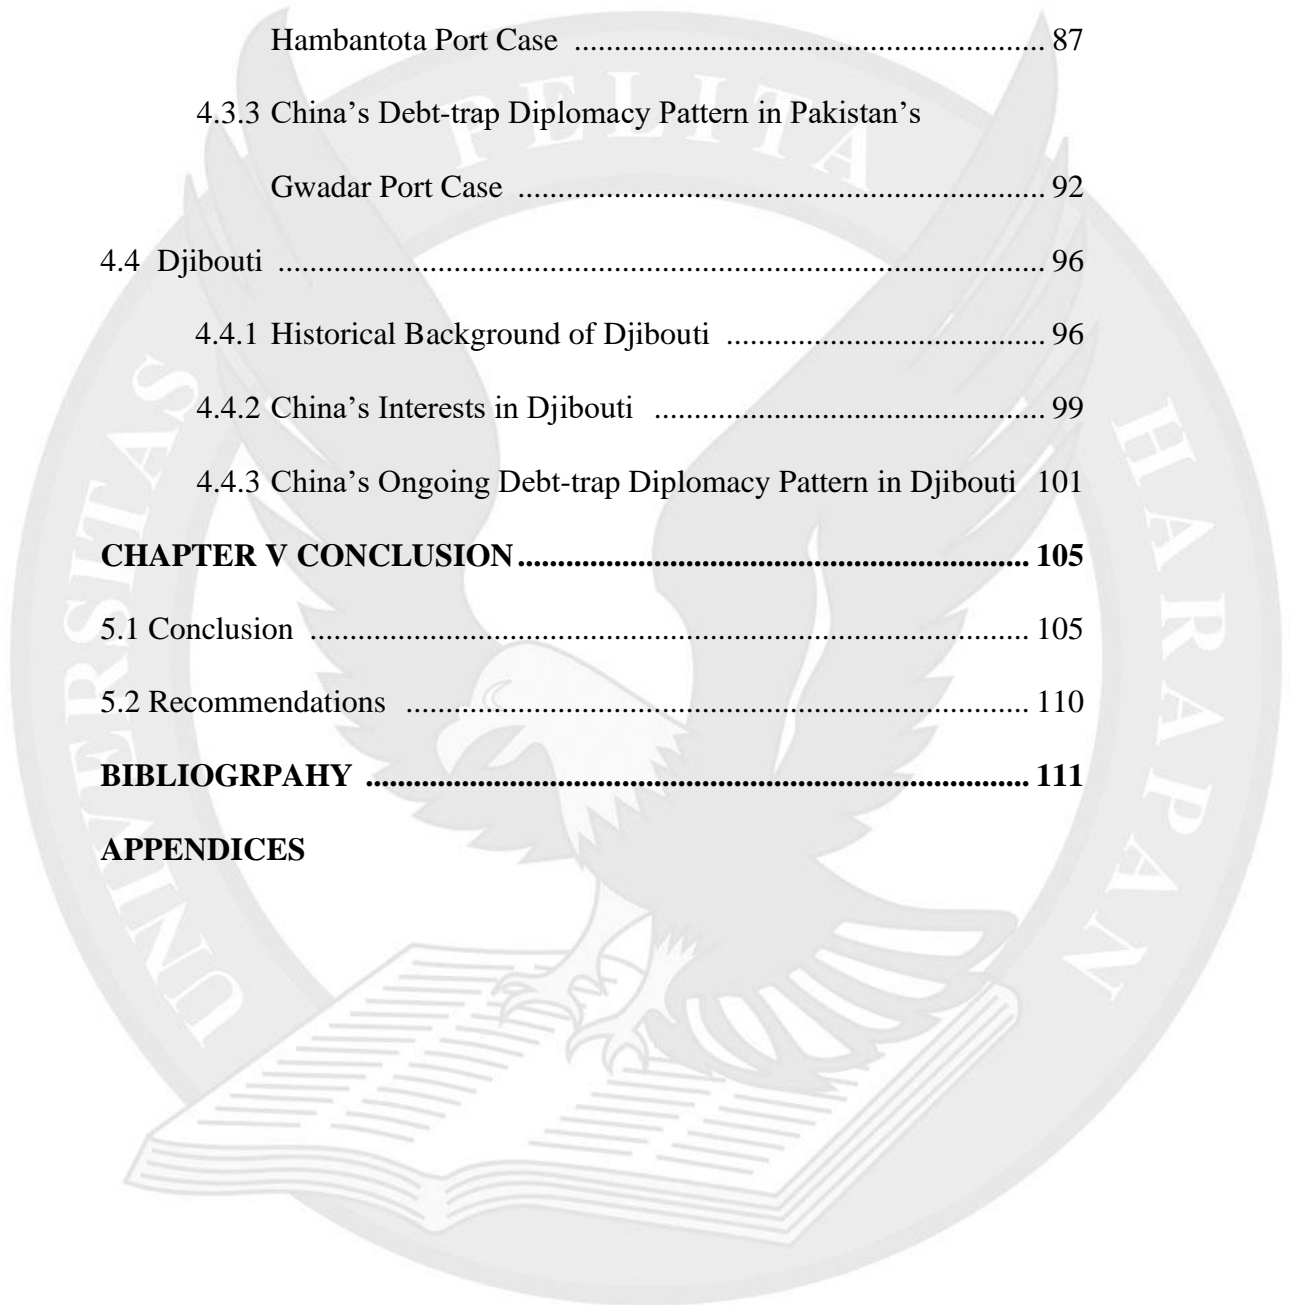 Hambantota Port Case ........................................................... 87
4.3.3 China’s Debt-trap Diplomacy Pattern in Pakistan’s
Gwadar Port Case .................................................................. 92
4.4 Djibouti ................................................................................................ 96
4.4.1 Historical Background of Djibouti ........................................ 96
4.4.2 China’s Interests in Djibouti ................................................. 99
4.4.3 China’s Ongoing Debt-trap Diplomacy Pattern in Djibouti 101
CHAPTER V CONCLUSION................................................................ 105
5.1 Conclusion .......................................................................................... 105
5.2 Recommendations .............................................................................. 110
BIBLIOGRPAHY ................................................................................... 111
APPENDICES
UNIVERSITAS PELITA HARAPAN